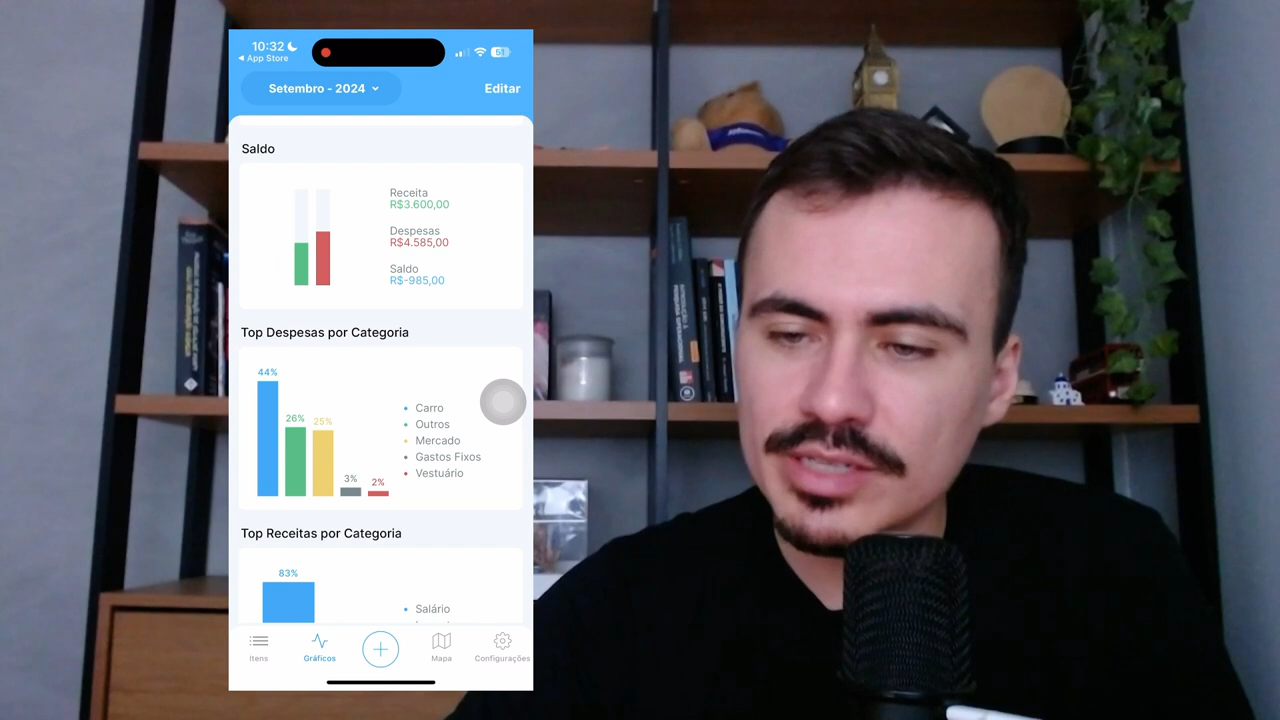 10:32
51
App Store
Setembro - 2024
Editar
Saldo
Receita
R$3.600,00
Despesas
R$4.585,00
Saldo
R$-985,00
Top Despesas por Categoria
44%
26%
25%
3%
2%
Carro
Outros
Mercado
Gastos Fixos
Vestuário
Top Receitas por Categoria
83%
Salário
Itens
Gráficos
Mapa
Configurações